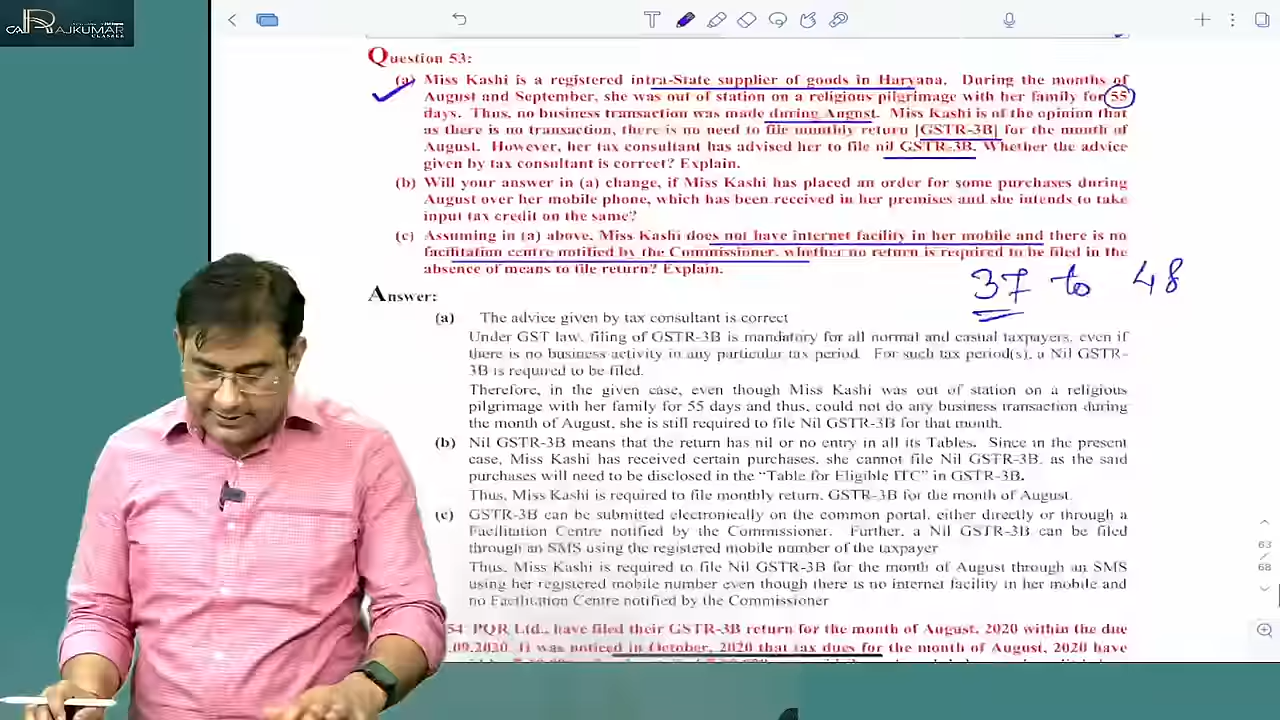 CA RAJKUMAR
CLASSES
Question 53:
(a) Miss Kashi is a registered intra-State supplier of goods in Haryana. During the months of
August and September, she was out of station on a religious pilgrimage with her family for 55
days. Thus, no business transaction was made during August. Miss Kashi is of the opinion that
as there is no transaction, there is no need to file monthly return [GSTR-3B] for the month of
August. However, her tax consultant has advised her to file nil GSTR-3B. Whether the advice
given by tax consultant is correct? Explain.
(b) Will your answer in (a) change, if Miss Kashi has placed an order for some purchases during
August over her mobile phone, which has been received in her premises and she intends to take
input tax credit on the same?
(c) Assuming in (a) above, Miss Kashi does not have internet facility in her mobile and there is no
facilitation centre notified by the Commissioner, whether no return is required to be filed in the
absence of means to file return? Explain.
37 to 48
Answer:
(a) The advice given by tax consultant is correct
Under GST law, filing of GSTR-3B is mandatory for all normal and casual taxpayers, even if
there is no business activity in any particular tax period. For such tax period(s), a Nil GSTR-
3B is required to be filed.
Therefore, in the given case, even though Miss Kashi was out of station on a religious
pilgrimage with her family for 55 days and thus, could not do any business transaction during
the month of August, she is still required to file Nil GSTR-3B for that month.
(b) Nil GSTR-3B means that the return has nil or no entry in all its Tables. Since in the present
case, Miss Kashi has received certain purchases, she cannot file Nil GSTR-3B, as the said
purchases will need to be disclosed in the “Table for Eligible ITC” in GSTR-3B.
Thus, Miss Kashi is required to file monthly return, GSTR-3B for the month of August.
(c) GSTR-3B can be submitted electronically on the common portal, either directly or through a
Facilitation Centre notified by the Commissioner. Further, a Nil GSTR-3B can be filed
through an SMS using the registered mobile number of the taxpayer
Thus, Miss Kashi is required to file Nil GSTR-3B for the month of August through an SMS
using her registered mobile number even though there is no internet facility in her mobile and
no Facilitation Centre notified by the Commissioner
54: PQR Ltd., have filed their GSTR-3B return for the month of August, 2020 within the due
.09.2020. It was noticed in October, 2020 that tax dues for the month of August, 2020 have
63
68